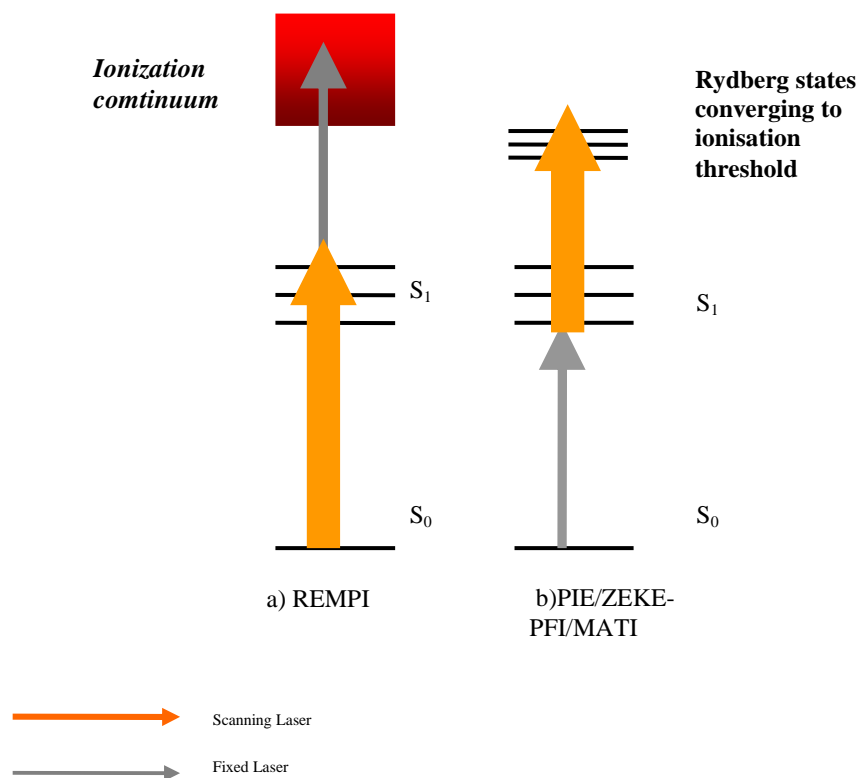 Ionization
comtinuum
Rydberg states
converging to
ionisation
threshold
S₁
S₁
S₀
S₀
a) REMPI
b)PIE/ZEKE-
PFI/MATI
Scanning Laser
Fixed Laser